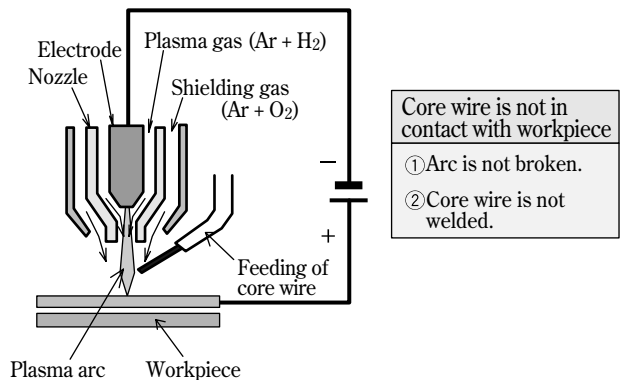 Electrode
Nozzle
Plasma gas (Ar + H2)
Shielding gas
(Ar + O2)
−
+
Feeding of
core wire
Plasma arc
Workpiece
Core wire is not in
contact with workpiece
①Arc is not broken.
②Core wire is not
welded.